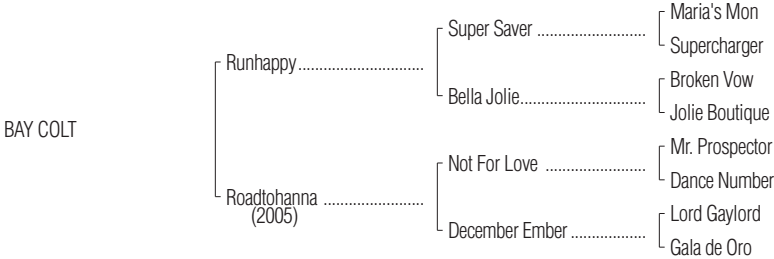 Maria's Mon
Super Saver ..........................
Supercharger
Runhappy..............................
Broken Vow
Bella Jolie..............................
Jolie Boutique
BAY COLT
Mr. Prospector
Not For Love ........................
Dance Number
Roadtohanna ........................
(2005)
Lord Gaylord
December Ember ..................
Gala de Oro